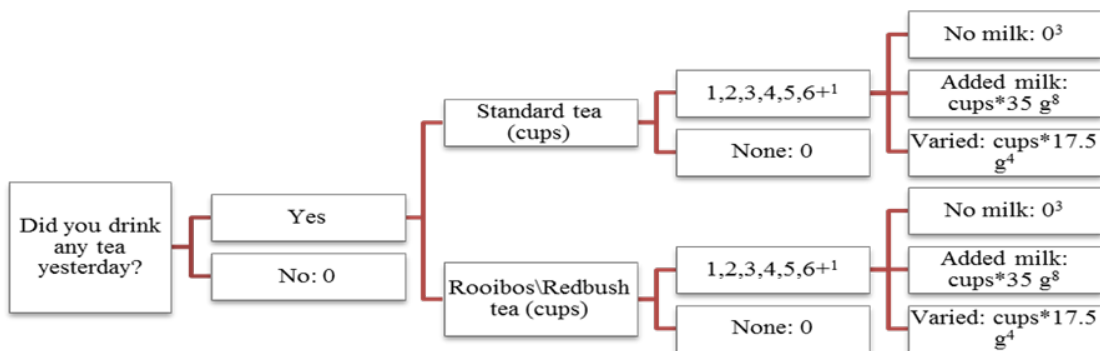 Did you drink
any tea
yesterday?
Yes
No: 0
Standard tea
(cups)
Rooibos\Redbush
tea (cups)
1,2,3,4,5,6+¹
None: 0
1,2,3,4,5,6+¹
None: 0
No milk: 0³
Added milk:
cups*35 g⁸
Varied: cups*17.5
g⁴
No milk: 0³
Added milk:
cups*35 g⁸
Varied: cups*17.5
g⁴